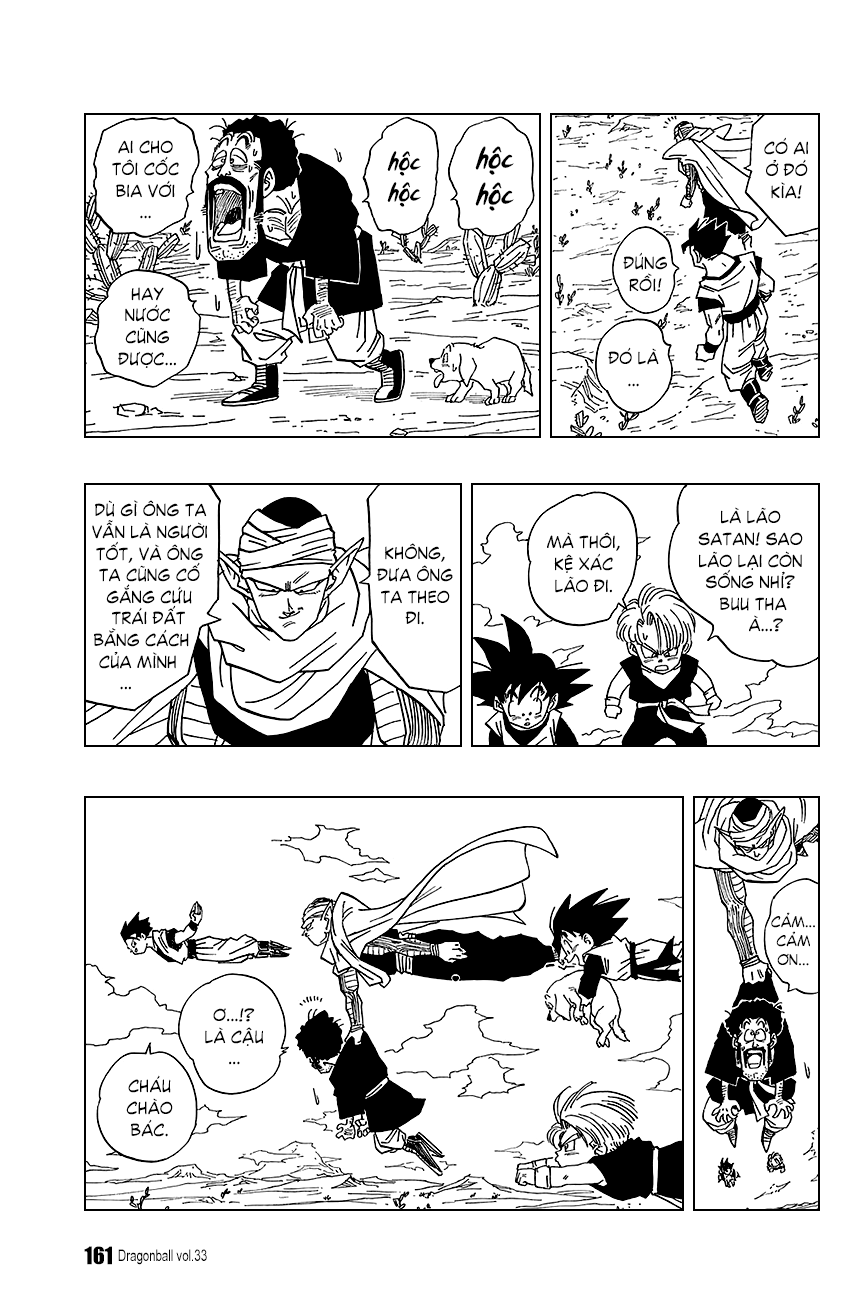 CÓ AI
Ở ĐÓ
KÌA!
ĐÚNG
RỒI!
ĐÓ LÀ
...
HỘC
HỘC
HỘC
HỘC
AI CHO
TÔI CỐC
BIA VỚI
...
HAY
NƯỚC
CŨNG
ĐƯỢC...
LÀ LÃO
SATAN! SAO
LÃO LẠI CÒN
SỐNG NHỈ?
BUU THA
À...?
MÀ THÔI,
KỆ XÁC
LÃO ĐI.
KHÔNG,
ĐƯA ÔNG
TA THEO
ĐI.
DÙ GÌ ÔNG TA
VẪN LÀ NGƯỜI
TỐT, VÀ ÔNG
TA CŨNG CỐ
GẮNG CỨU
TRÁI ĐẤT
BẰNG CÁCH
CỦA MÌNH
...
CẢM...
CẢM
ƠN...
Ơ...!?
LÀ CẬU
...
CHÁU
CHÀO
BÁC.
161 Dragonball vol.33